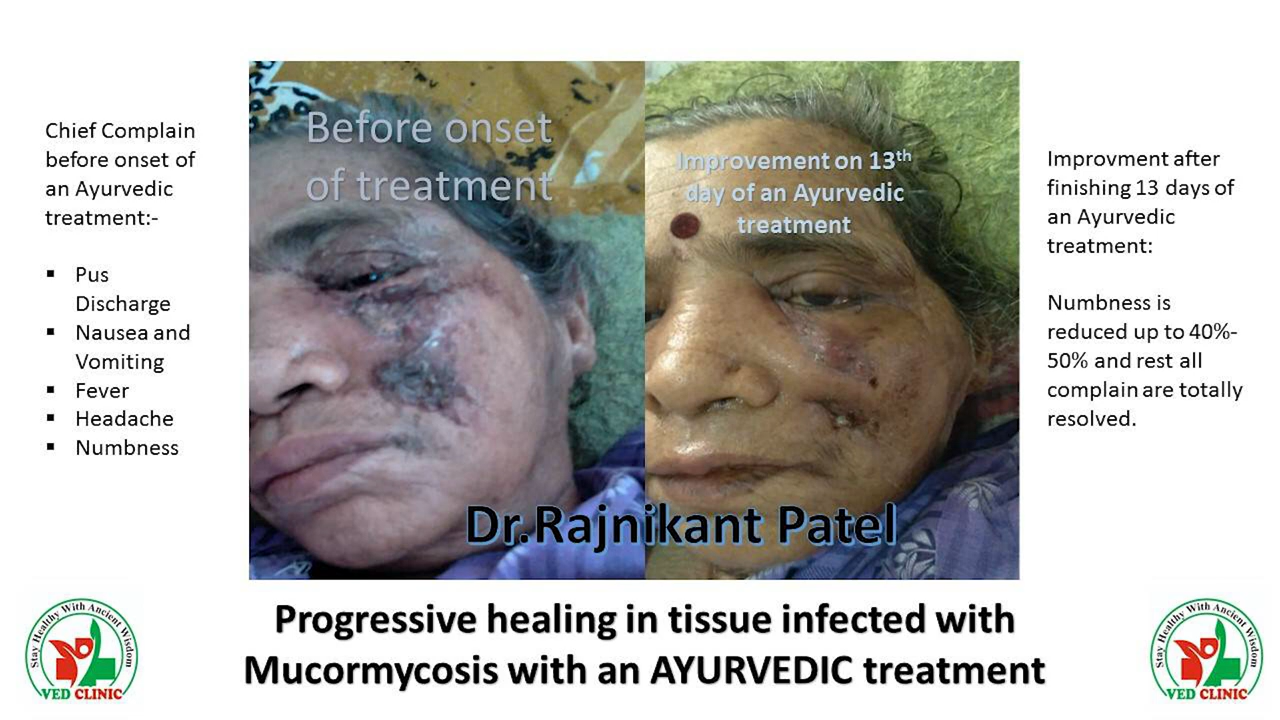 Chief Complain
before onset of
an Ayurvedic
treatment:-
▪ Pus
Discharge
▪ Nausea and
Vomiting
▪ Fever
▪ Headache
▪ Numbness
Before onset
of treatment
Improvement on 13th
day of an Ayurvedic
treatment
Dr.Rajnikant Patel
Improvment after
finishing 13 days of
an Ayurvedic
treatment:
Numbness is
reduced up to 40%-
50% and rest all
complain are totally
resolved.
Progressive healing in tissue infected with
Mucormycosis with an AYURVEDIC treatment
Stay Healthy With Ancient Wisdom
VED CLINIC
Stay Healthy With Ancient Wisdom
VED CLINIC